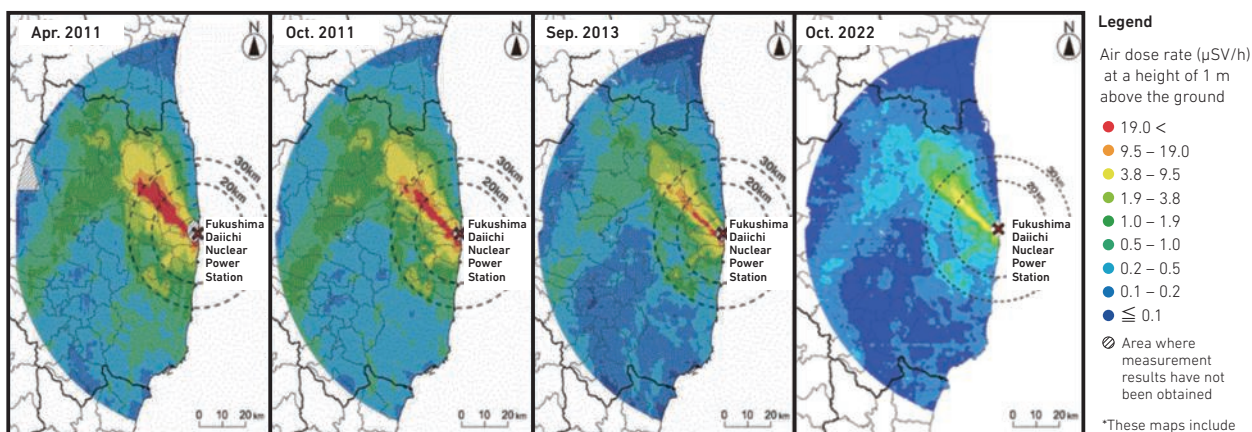 Apr. 2011
N
30km
20km
Fukushima
Daiichi
Nuclear
Power
Station
0 10 20 km
Oct. 2011
N
30km
20km
Fukushima
Daiichi
Nuclear
Power
Station
0 10 20 km
Sep. 2013
N
30km
20km
Fukushima
Daiichi
Nuclear
Power
Station
0 10 20 km
Oct. 2022
N
30 km
20 km
Fukushima
Daiichi
Nuclear
Power
Station
0 10 20 km
Legend
Air dose rate (μSV/h)
at a height of 1 m
above the ground
19.0 <
9.5 – 19.0
3.8 – 9.5
1.9 – 3.8
1.0 – 1.9
0.5 – 1.0
0.2 – 0.5
0.1 – 0.2
≦ 0.1
Area where
measurement
results have not
been obtained
*These maps include